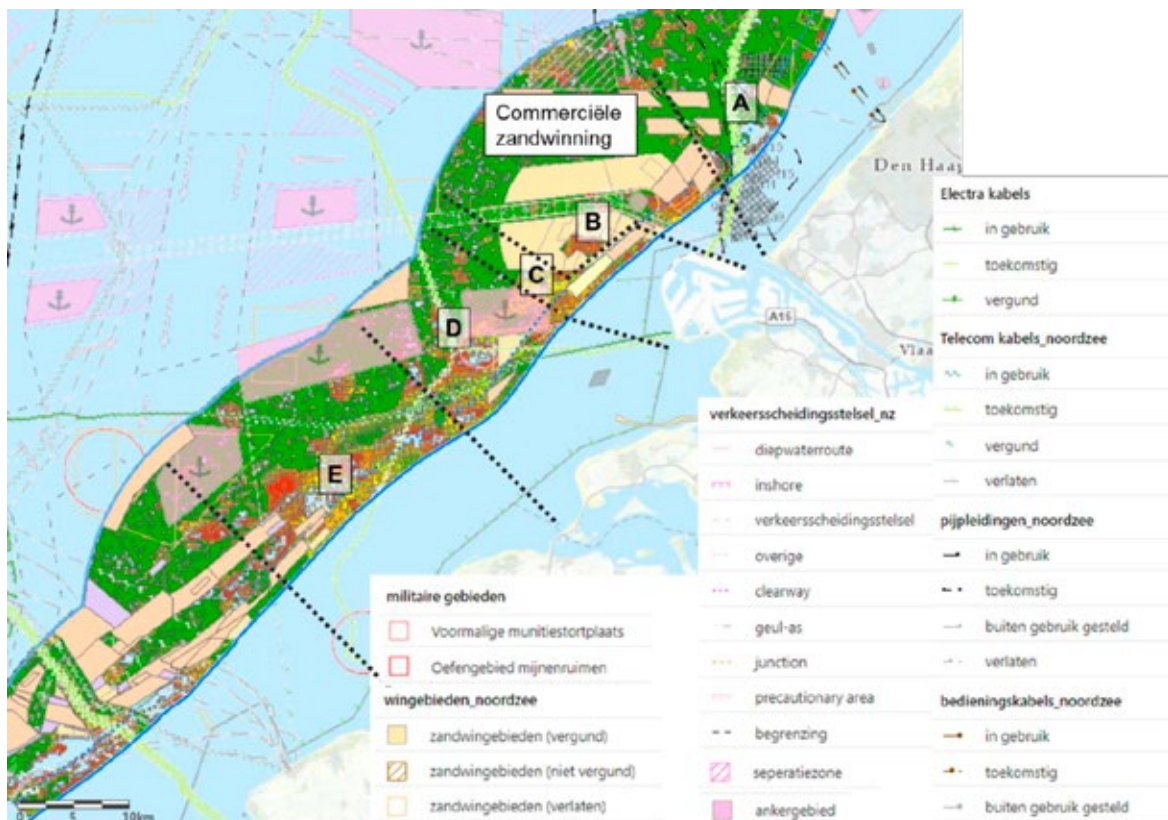 Commerciële
zandwinning
A
B
C
D
E
Den Haag
A16
Vlaa
militaire gebieden
Voormalige munitiestortplaats
Oefengebied mijnenruimen
wingebieden_noordzee
zandwingebieden (vergund)
zandwingebieden (niet vergund)
zandwingebieden (verlaten)
0 5 10km
verkeersscheidingsstelsel_nz
diepwaterroute
inshore
verkeersscheidingsstelsel
overige
clearway
geul-as
junction
precautionary area
begrenzing
seperatiezone
ankergebied
Electra kabels
in gebruik
toekomstig
vergund
Telecom kabels_noordzee
in gebruik
toekomstig
vergund
verlaten
pijpleidingen_noordzee
in gebruik
toekomstig
buiten gebruik gesteld
verlaten
bedieningskabels_noordzee
in gebruik
toekomstig
buiten gebruik gesteld